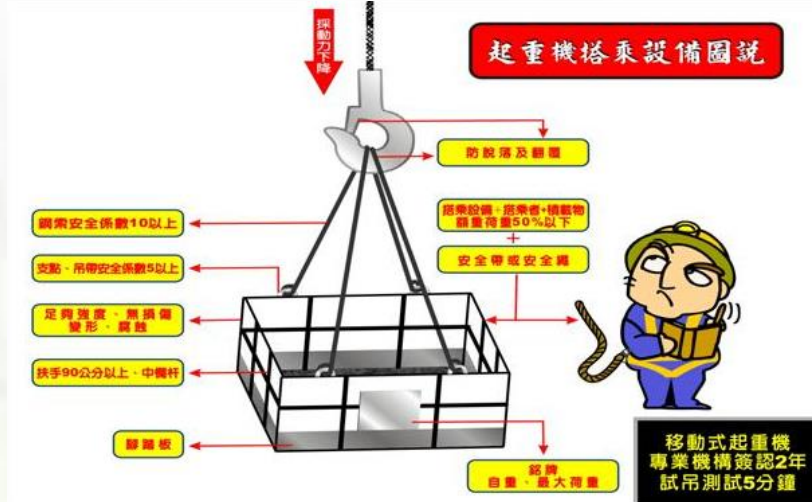 採動力下降
起重機搭乘設備圖說
防脫落及翻覆
鋼索安全係數10以上
搭乘設備+搭乘者+積載物
額重荷重50%以下
+
安全帶或安全繩
支點、吊帶安全係數5以上
足夠強度、無損傷
變形、腐蝕
扶手90公分以上、中欄杆
腳踏板
銘牌
自重、最大荷重
移動式起重機
專業機構簽認2年
試吊測試5分鐘